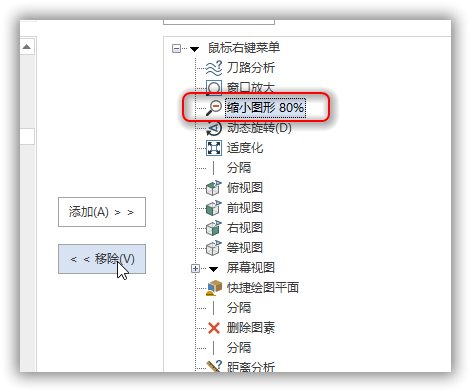 鼠标右键菜单
刀路分析
窗口放大
缩小图形 80%
动态旋转(D)
适度化
分隔
俯视图
添加(A) > >
前视图
右视图
< < 移除(V)
等视图
屏幕视图
快捷绘图平面
分隔
删除图素
分隔
距离分析